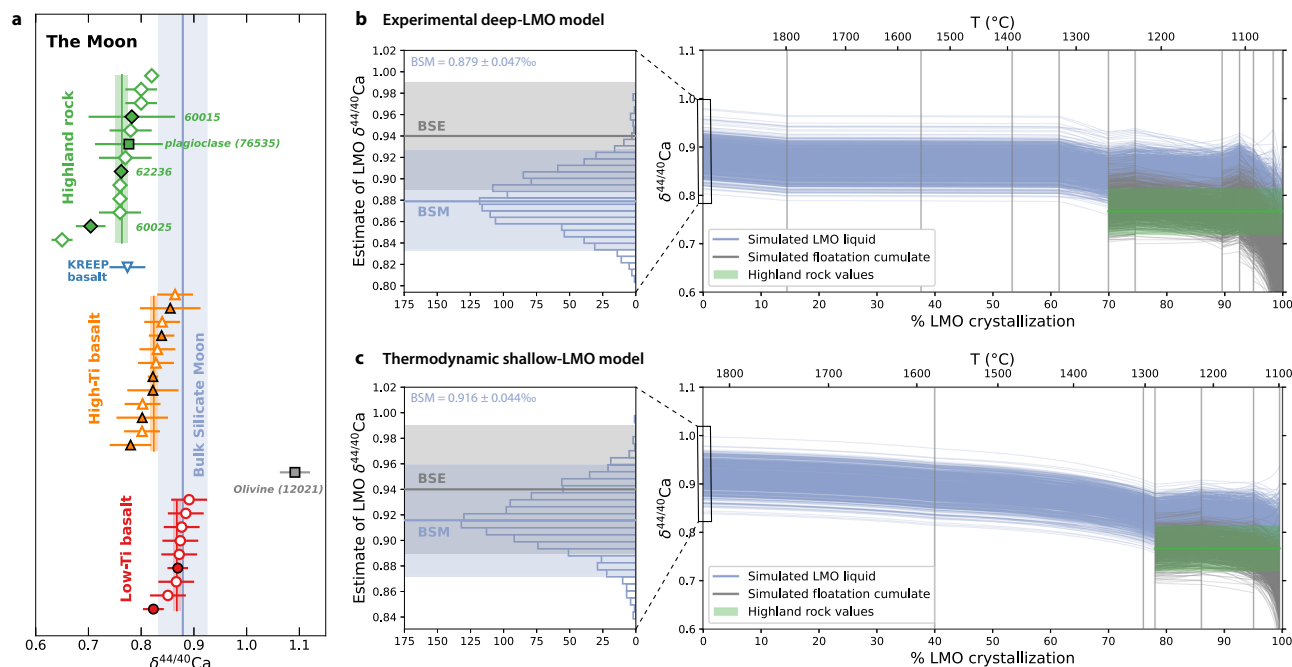 a
The Moon
Highland rock
60015
plagioclase (76535)
62236
60025
KREEP
basalt
High-Ti basalt
Bulk Silicate Moon
Olivine (12021)
Low-Ti basalt
0.6 0.7 0.8 0.9 1.0 1.1
δ44/40Ca
b Experimental deep-LMO model
BSM = 0.879 ± 0.047‰
BSE
BSM
Estimate of LMO δ44/40Ca
1.02
1.00
0.98
0.96
0.94
0.92
0.90
0.88
0.86
0.84
0.82
0.80
175 150 125 100 75 50 25 0
T (°C)
1800 1400 1300 1200 1100
δ44/40Ca
1.1
1.0
0.9
0.8
0.7
0.6
Simulated LMO liquid
Simulated floatation cumulate
Highland rock values
0 10 20 30 40 50 60 70 80 90 100
% LMO crystallization
c Thermodynamic shallow-LMO model
BSM = 0.916 ± 0.044‰
BSE
BSM
Estimate of LMO δ44/40Ca
1.02
1.00
0.98
0.96
0.94
0.92
0.90
0.88
0.86
0.84
175 150 125 100 75 50 25 0
T (°C)
1800 1700 1600 1500 1400 1300 1200 1100
δ44/40Ca
1.1
1.0
0.9
0.8
0.7
0.6
Simulated LMO liquid
Simulated floatation cumulate
Highland rock values
0 10 20 30 40 50 60 70 80 90 100
% LMO crystallization